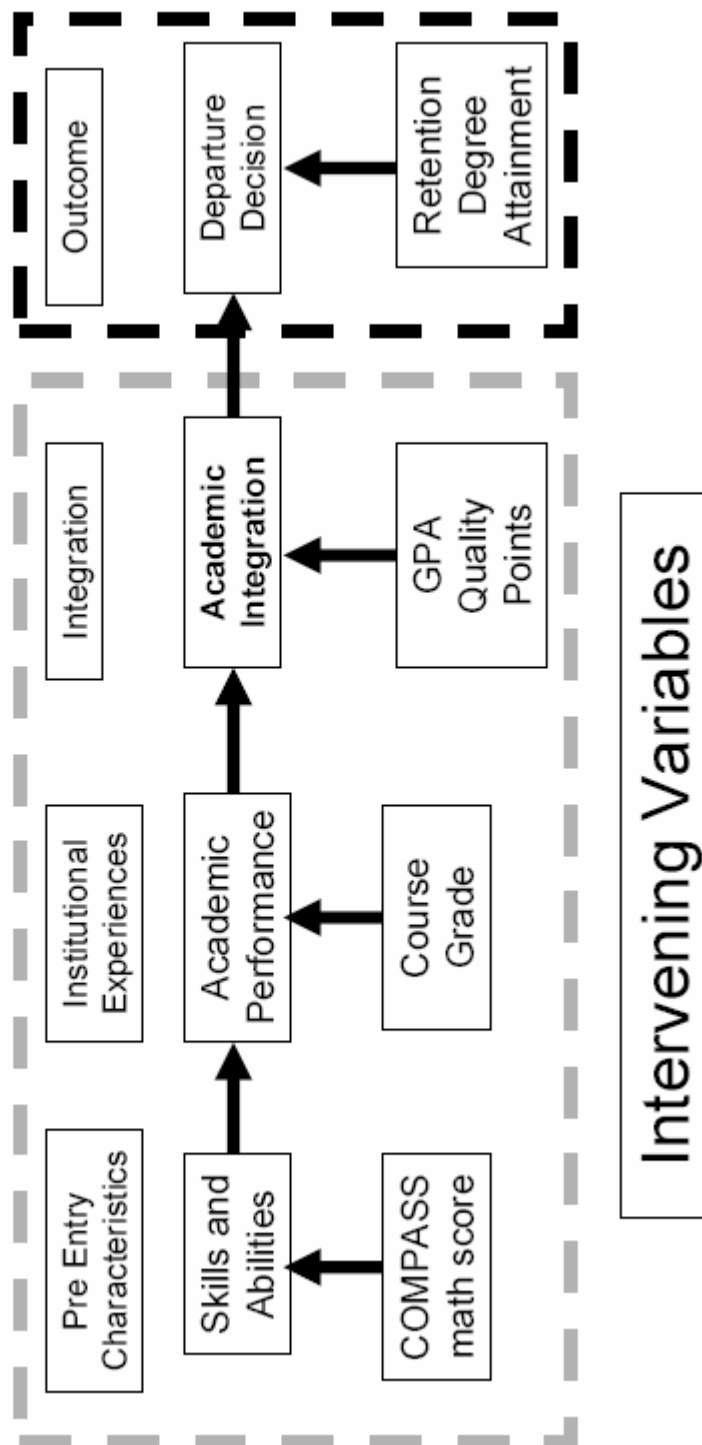 Pre Entry
Characteristics
Institutional
Experiences
Integration
Outcome
Skills and
Abilities
Academic
Performance
Academic
Integration
Departure
Decision
COMPASS
math score
Course
Grade
GPA
Quality
Points
Retention
Degree
Attainment
Intervening Variables